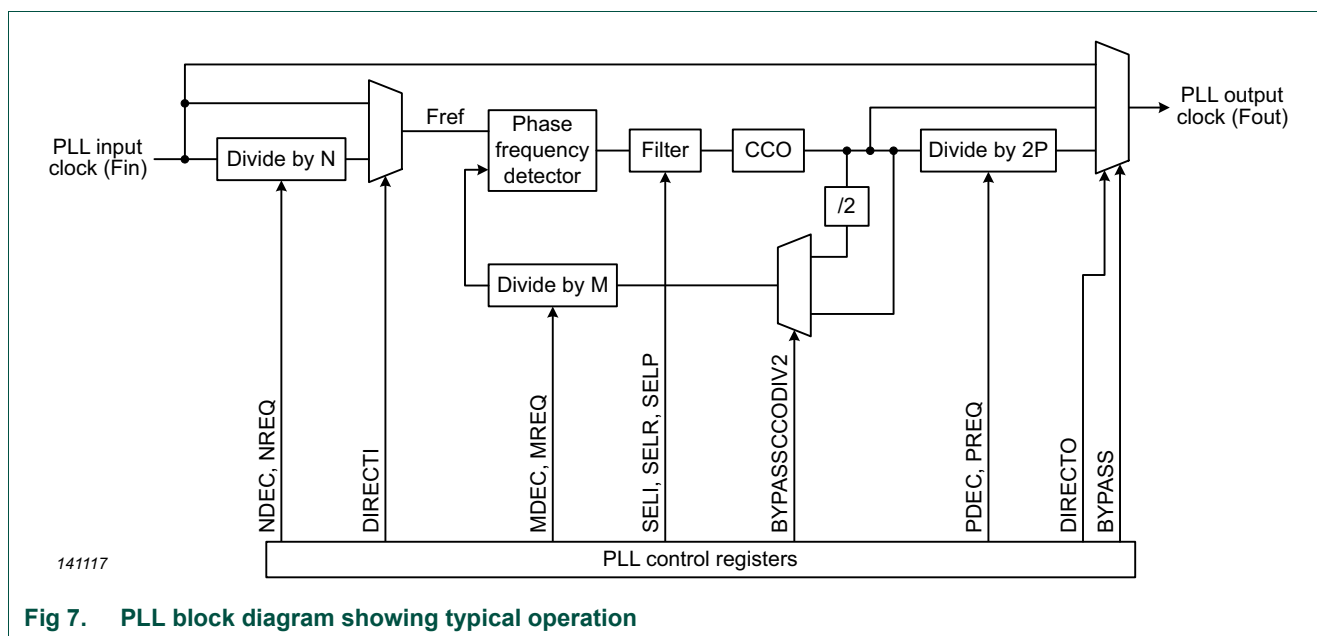 PLL input
clock (Fin)
Divide by N
Fref
Phase
frequency
detector
Filter
CCO
/2
Divide by 2P
PLL output
clock (Fout)
Divide by M
NDEC, NREQ
DIRECTI
MDEC, MREQ
SELI, SELR, SELP
BYPASSCCODIV2
PDEC, PREQ
DIRECTO
BYPASS
PLL control registers
141117
Fig 7. PLL block diagram showing typical operation